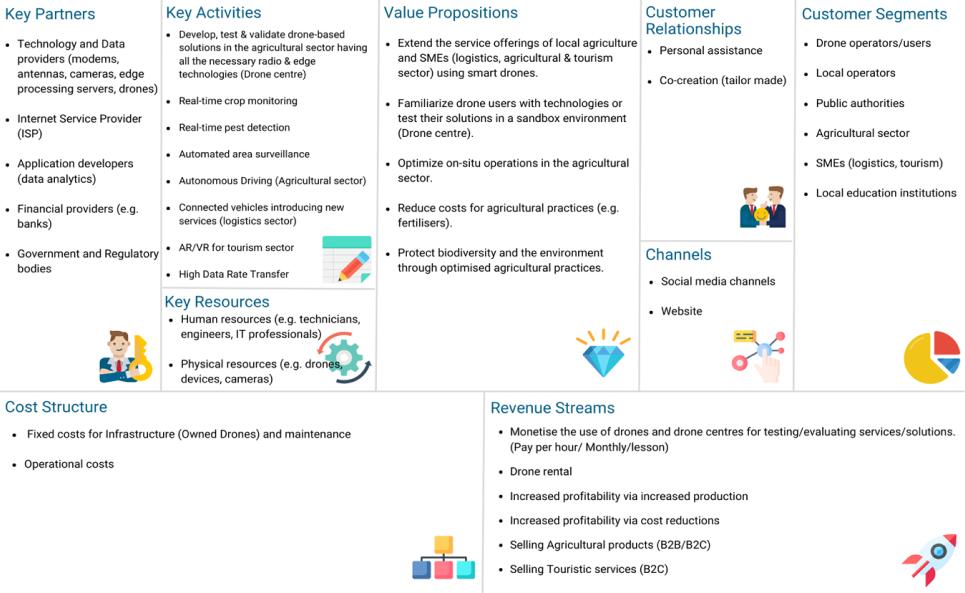 Key Partners
• Technology and Data
providers (modems,
antennas, cameras, edge
processing servers, drones)
• Internet Service Provider
(ISP)
• Application developers
(data analytics)
• Financial providers (e.g.
banks)
• Government and Regulatory
bodies
Key Activities
• Develop, test & validate drone-based
solutions in the agricultural sector having
all the necessary radio & edge
technologies (Drone centre)
• Real-time crop monitoring
• Real-time pest detection
• Automated area surveillance
• Autonomous Driving (Agricultural sector)
• Connected vehicles introducing new
services (logistics sector)
• AR/VR for tourism sector
• High Data Rate Transfer
Key Resources
• Human resources (e.g. technicians,
engineers, IT professionals)
• Physical resources (e.g. drones,
devices, cameras)
Value Propositions
• Extend the service offerings of local agriculture
and SMEs (logistics, agricultural & tourism
sector) using smart drones.
• Familiarize drone users with technologies or
test their solutions in a sandbox environment
(Drone centre).
• Optimize on-situ operations in the agricultural
sector.
• Reduce costs for agricultural practices (e.g.
fertilisers).
• Protect biodiversity and the environment
through optimised agricultural practices.
Customer
Relationships
• Personal assistance
• Co-creation (tailor made)
Channels
• Social media channels
• Website
Customer Segments
• Drone operators/users
• Local operators
• Public authorities
• Agricultural sector
• SMEs (logistics, tourism)
• Local education institutions
Cost Structure
• Fixed costs for Infrastructure (Owned Drones) and maintenance
• Operational costs
Revenue Streams
• Monetise the use of drones and drone centres for testing/evaluating services/solutions.
(Pay per hour/ Monthly/lesson)
• Drone rental
• Increased profitability via increased production
• Increased profitability via cost reductions
• Selling Agricultural products (B2B/B2C)
• Selling Touristic services (B2C)